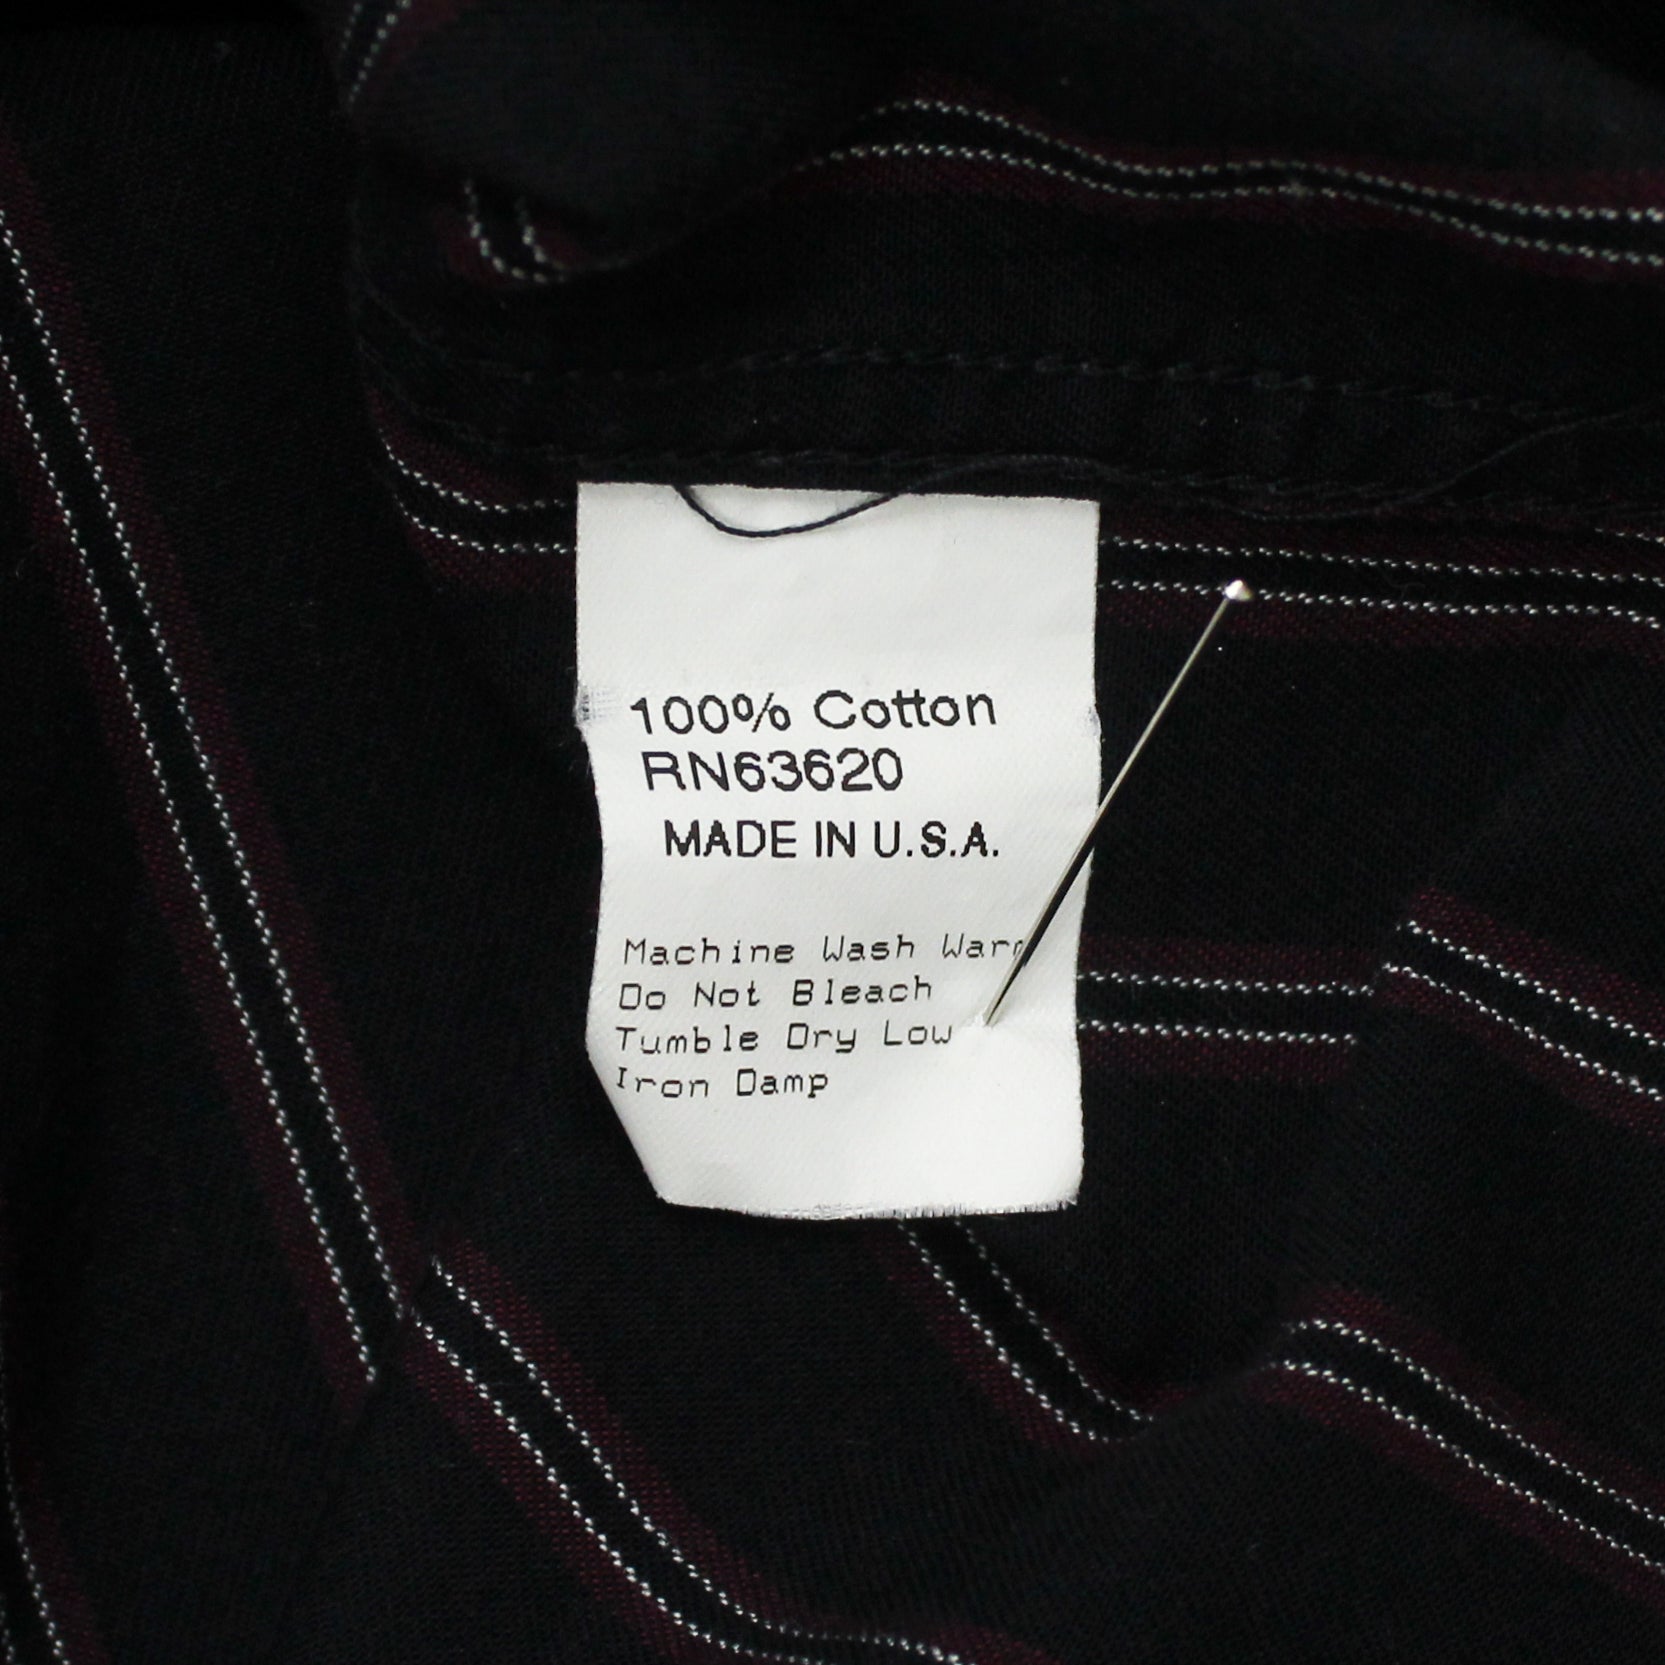 100% Cotton
RN63620
MADE IN U.S.A.
Machine Wash Warm
Do Not Bleach
Tumble Dry Low
Iron Damp